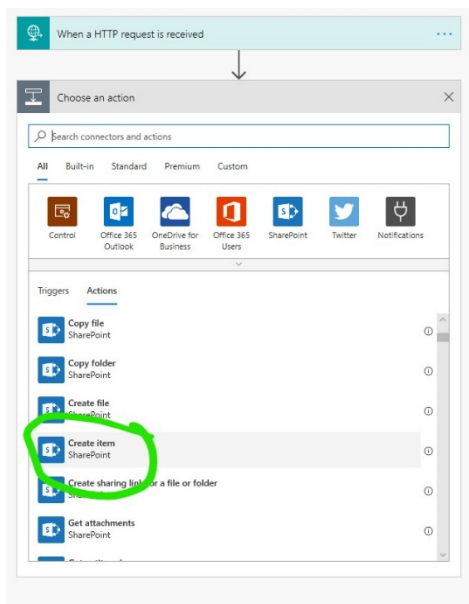 When a HTTP request is received
Choose an action
Search connectors and actions
All Built-in Standard Premium Custom
Control
Office 365 Outlook
OneDrive for Business
Office 365 Users
SharePoint
Twitter
Notifications
Triggers Actions
Copy file
SharePoint
Copy folder
SharePoint
Create file
SharePoint
Create item
SharePoint
Create sharing link for a file or folder
Get attachments
SharePoint